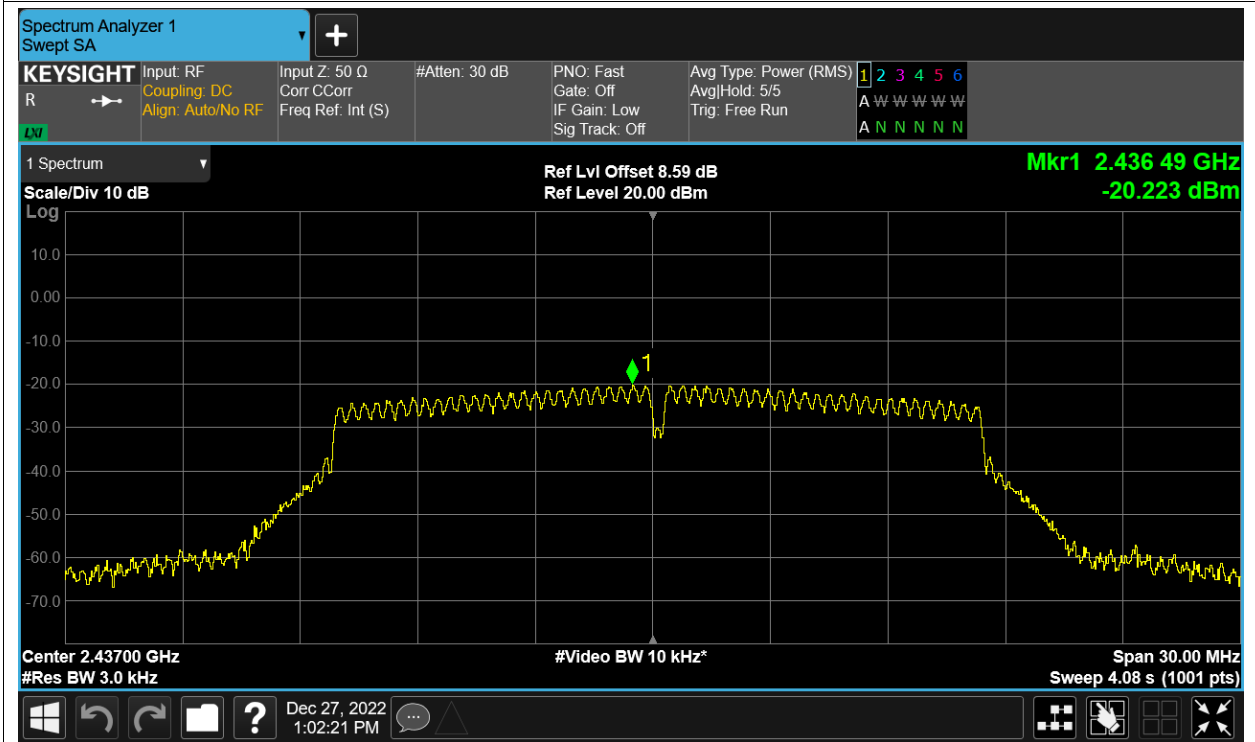 Spectrum Analyzer 1
Swept SA
+
KEYSIGHT
R
LXI
Input: RF
Coupling: DC
Align: Auto/No RF
Input Z: 50 Ω
Corr CCorr
Freq Ref: Int (S)
#Atten: 30 dB
PNO: Fast
Gate: Off
IF Gain: Low
Sig Track: Off
Avg Type: Power (RMS)
Avg|Hold: 5/5
Trig: Free Run
1 2 3 4 5 6
A W W W W W
A N N N N N
1 Spectrum
Scale/Div 10 dB
Log
Ref Lvl Offset 8.59 dB
Ref Level 20.00 dBm
Mkr1 2.436 49 GHz
-20.223 dBm
10.0
0.00
-10.0
-20.0
-30.0
-40.0
-50.0
-60.0
-70.0
1
Center 2.43700 GHz
#Res BW 3.0 kHz
#Video BW 10 kHz*
Span 30.00 MHz
Sweep 4.08 s (1001 pts)
?
Dec 27, 2022
1:02:21 PM